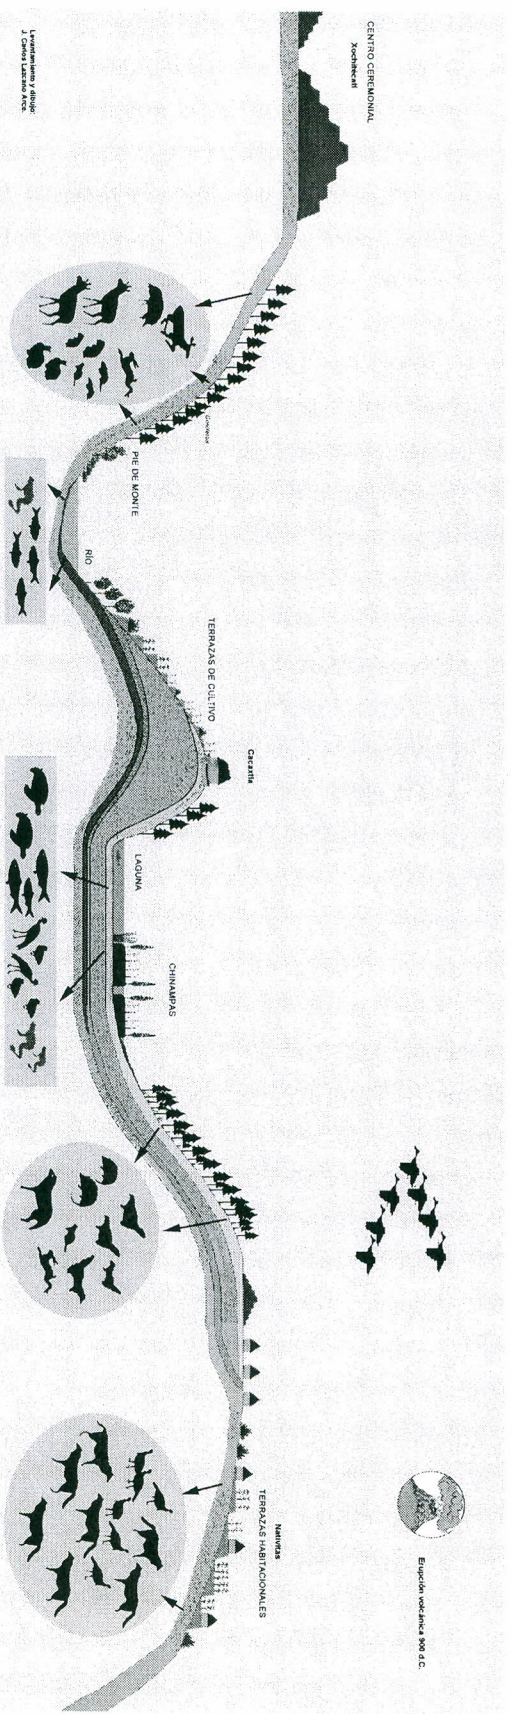 CENTRO CEREMONIAL
Xochitecatl
Levantamiento y dibujo:
J. Carlos Lazcano Arce.
PIE DE MONTE
RÍO
TERRAZAS DE CULTIVO
Cacaxtla
LAGUNA
CHINAMPAS
Nativitas
TERRAZAS HABITACIONALES
Erupción volcánica 900 d.C.